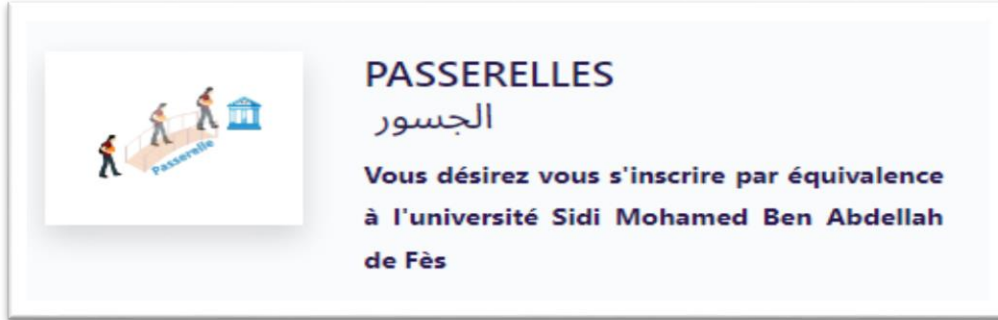 PASSERELLES
الجسور
Passerelle
Vous désirez vous s'inscrire par équivalence
à l'université Sidi Mohamed Ben Abdellah
de Fès